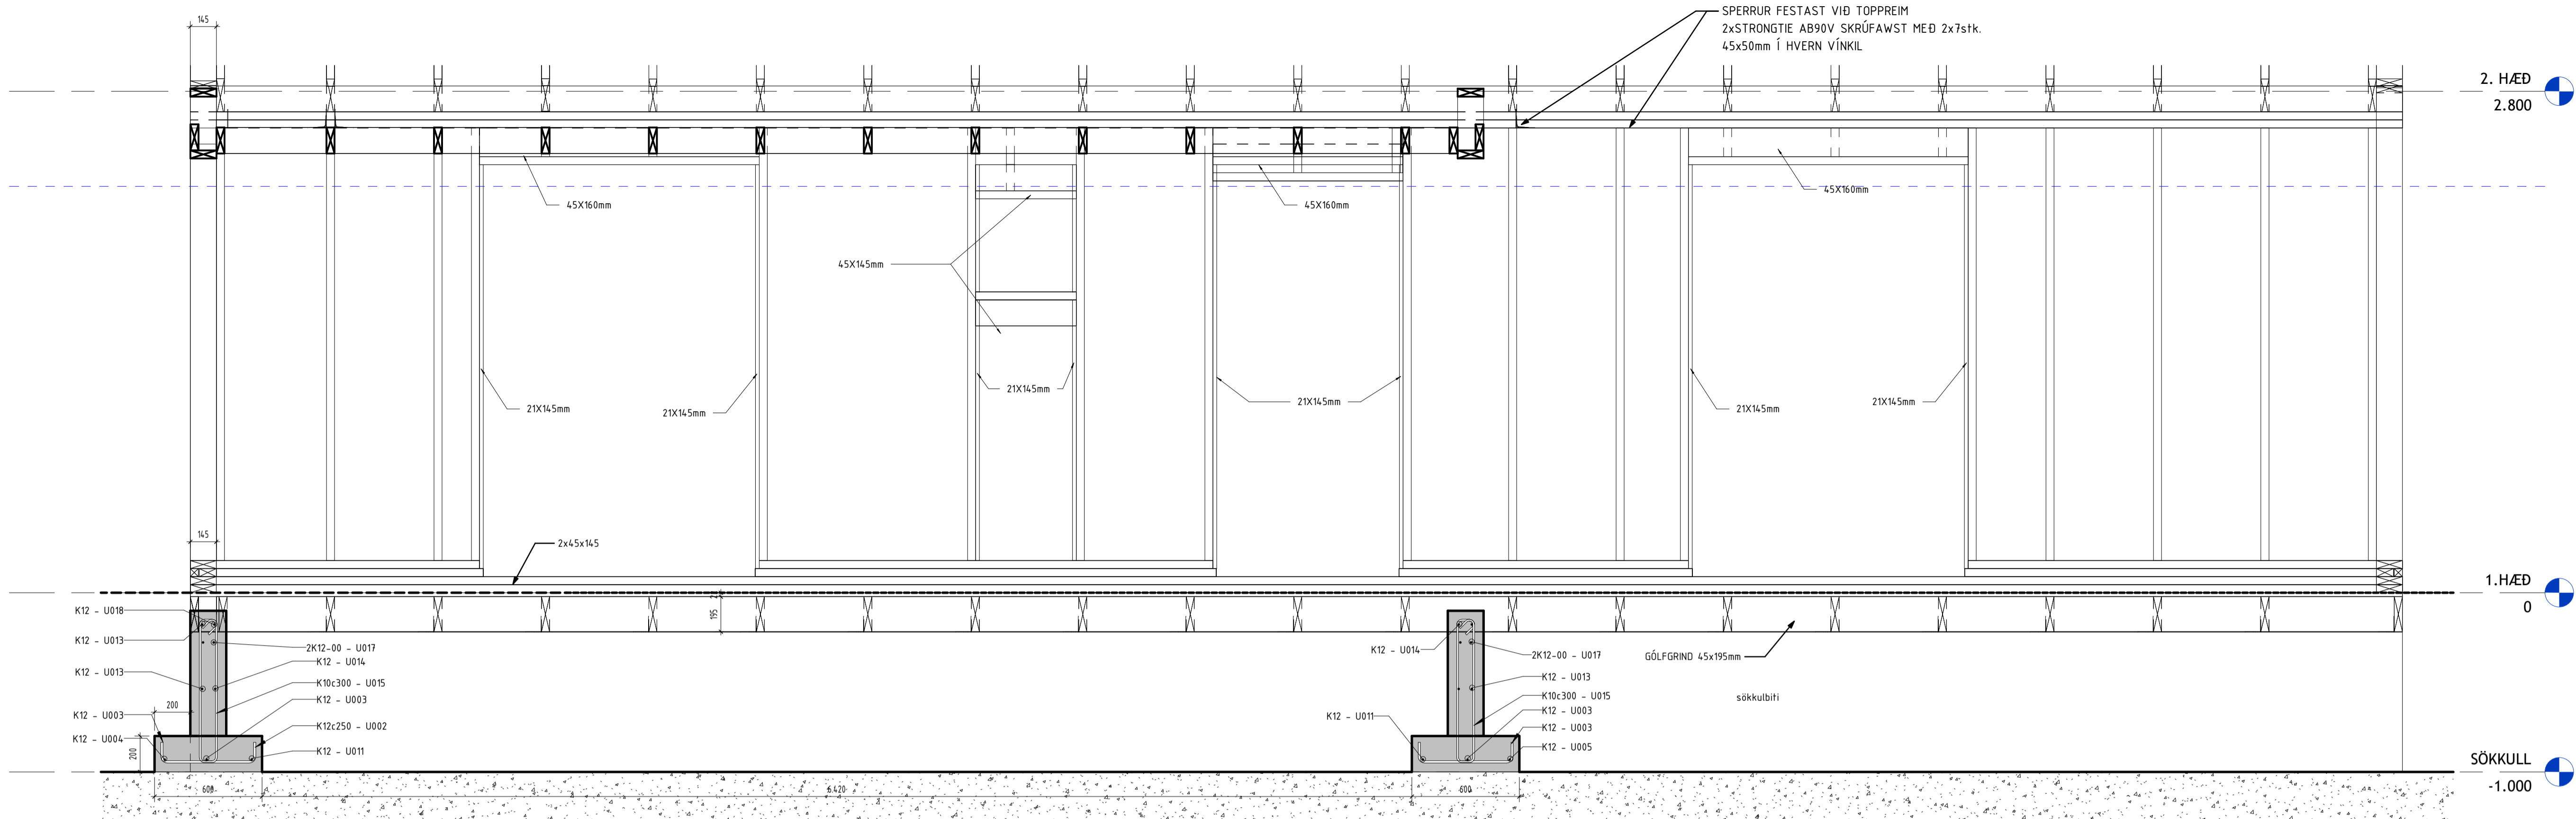 145
SPERRUR FESTAST VIÐ TOPPREIM
2xSTRONGTIE AB90V SKRÚFAWST MEÐ 2x7stk.
45x50mm Í HVERN VÍNKIL
2. HÆÐ
2.800
45X160mm
45X160mm
45X160mm
45X145mm
21X145mm
21X145mm
21X145mm
21X145mm
21X145mm
21X145mm
145
2x45x145
1.HÆÐ
0
195
K12 - U018
K12 - U013
2K12-00 - U017
K12 - U014
K12 - U013
K10c300 - U015
K12 - U003
200
K12 - U003
K12c250 - U002
K12 - U004
K12 - U011
200
K12 - U014
2K12-00 - U017
K12 - U013
K10c300 - U015
K12 - U003
K12 - U011
K12 - U003
K12 - U005
GÓLFGRIND 45x195mm
sökkulbiti
SÖKKULL
-1.000
600
6.420
600